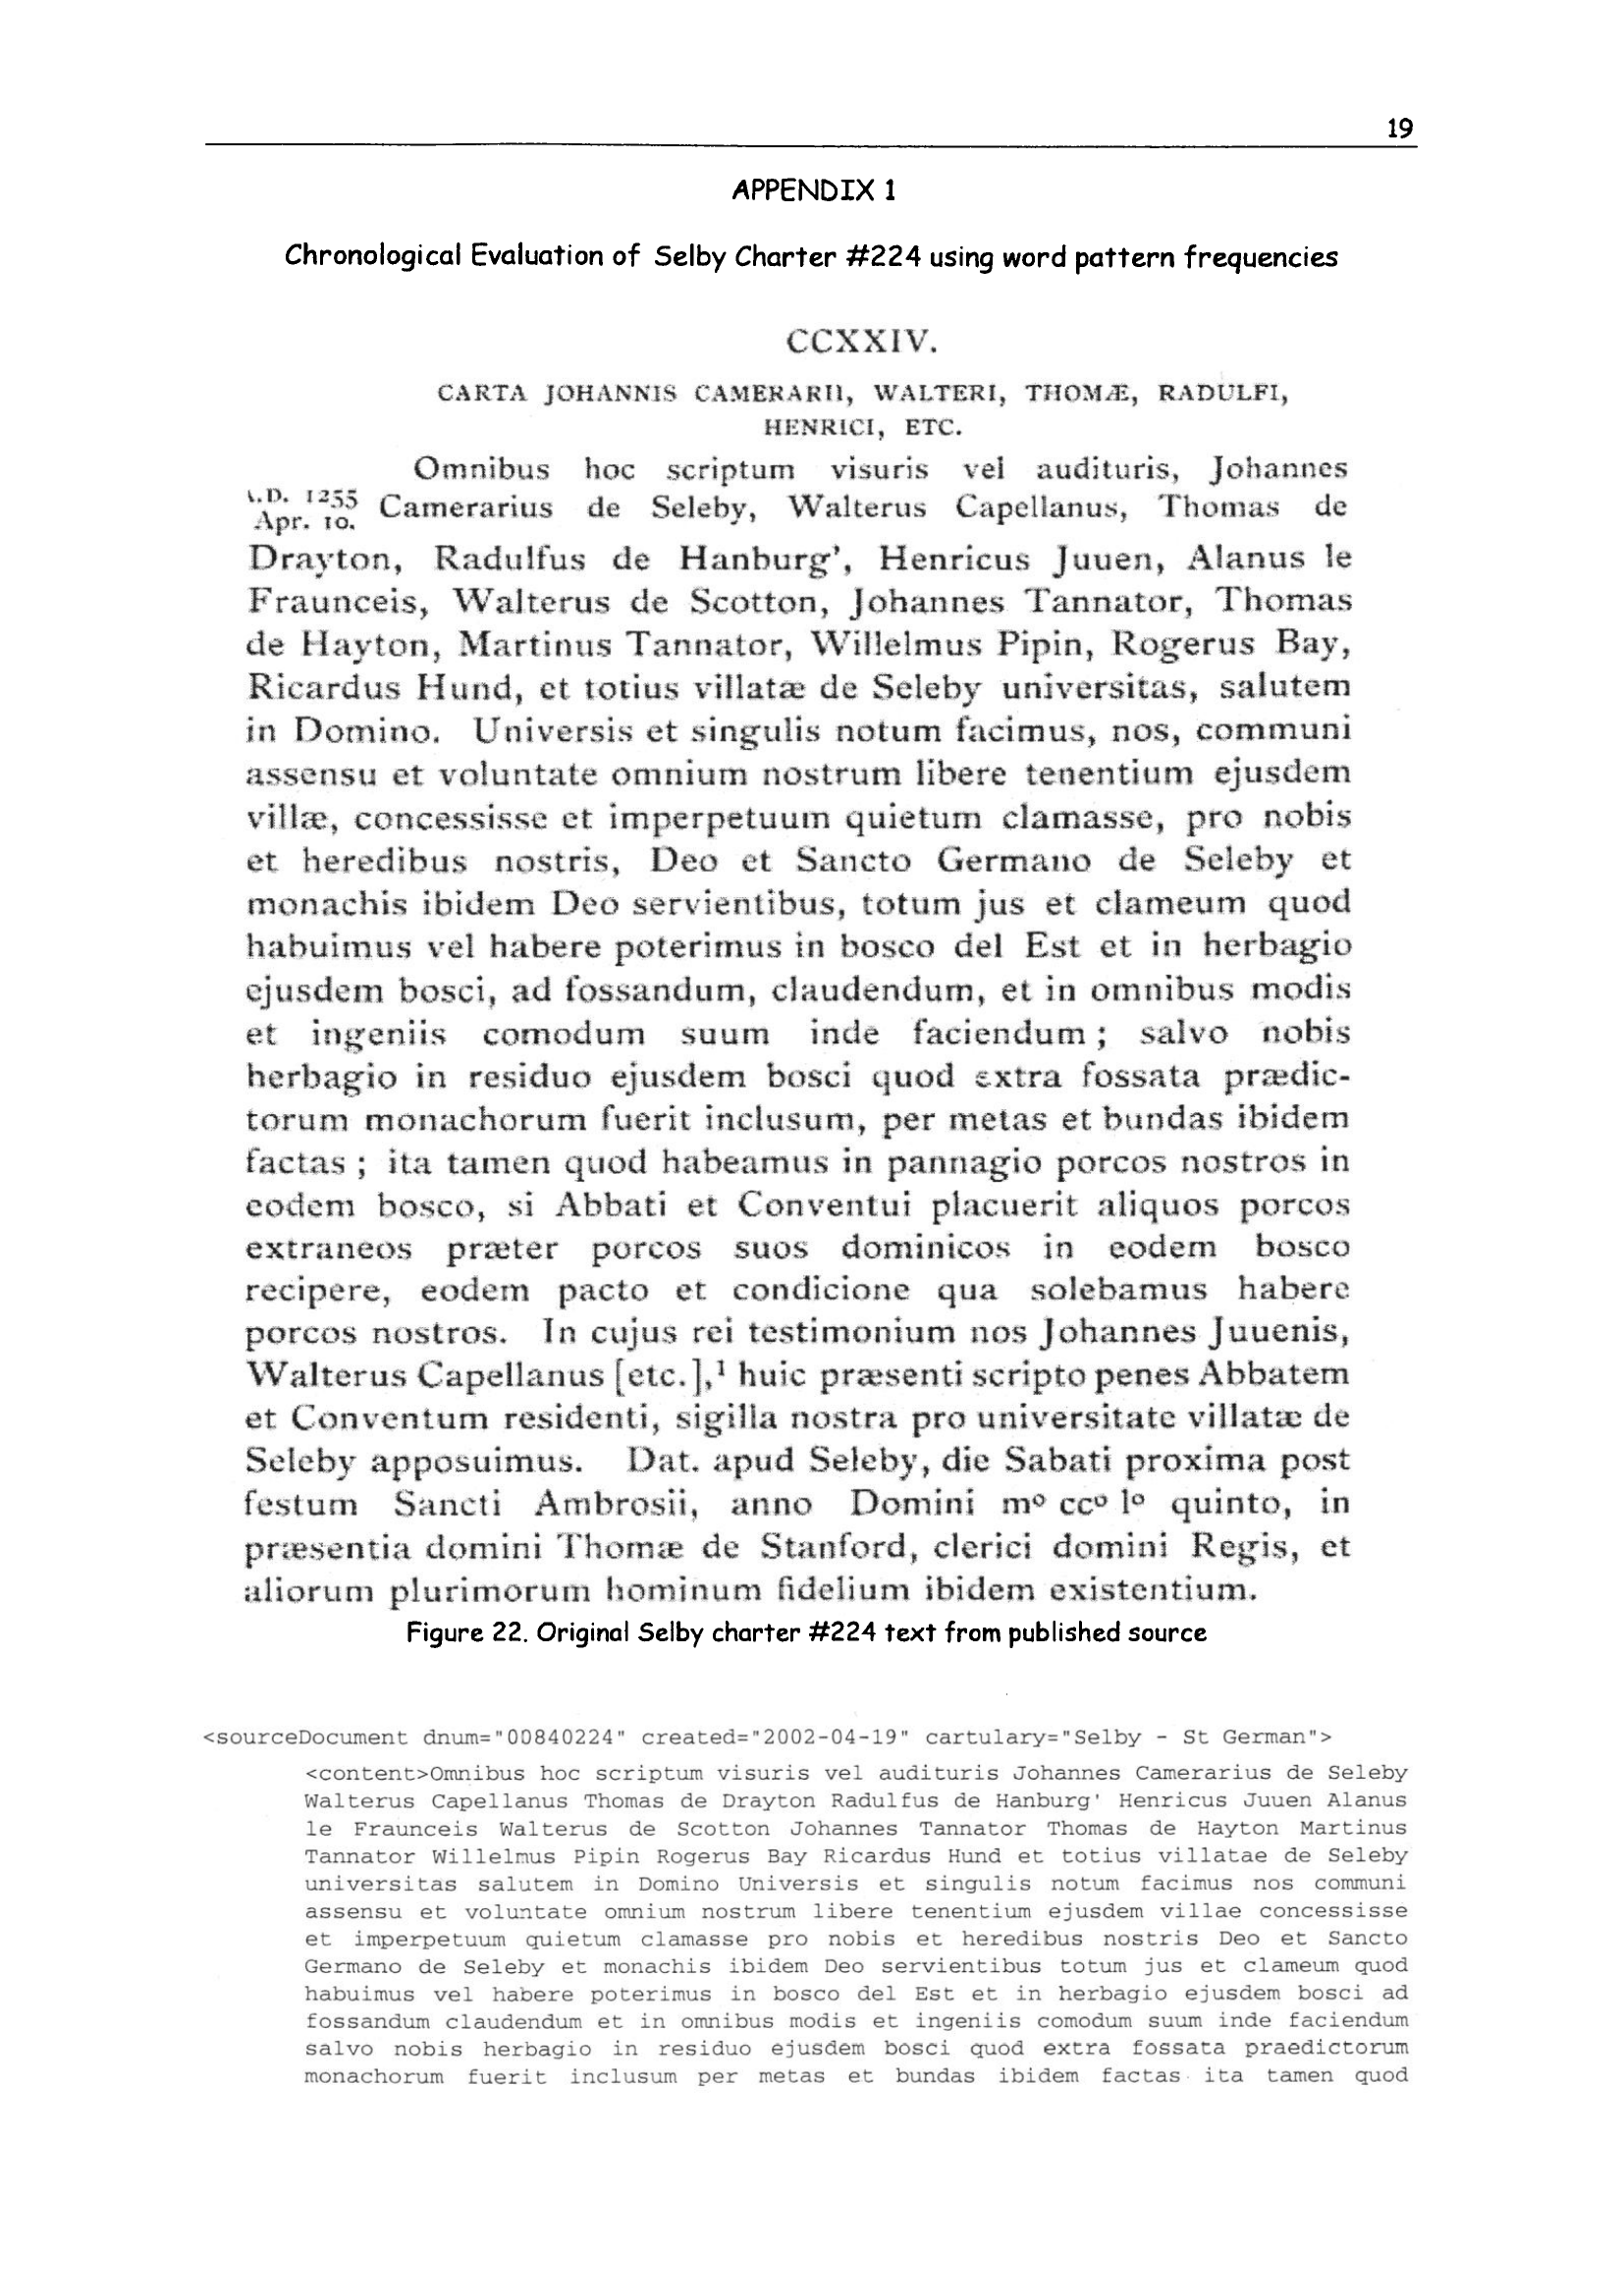 19
APPENDIX 1
Chronological Evaluation of Selby Charter #224 using word pattern frequencies
CCXXIV.
CARTA JOHANNIS CAMERARII, WALTERI, THOMÆ, RADULFI,
HENRICI, ETC.
Omnibus hoc scriptum visuris vel audituris, Johannes
A.D. 1255
Apr. 10.
Camerarius de Seleby, Walterus Capellanus, Thomas de
Drayton, Radulfus de Hanburg', Henricus Juuen, Alanus le
Fraunceis, Walterus de Scotton, Johannes Tannator, Thomas
de Hayton, Martinus Tannator, Willelmus Pipin, Rogerus Bay,
Ricardus Hund, et totius villatæ de Seleby universitas, salutem
in Domino. Universis et singulis notum facimus, nos, communi
assensu et voluntate omnium nostrum libere tenentium ejusdem
villæ, concessisse et imperpetuum quietum clamasse, pro nobis
et heredibus nostris, Deo et Sancto Germano de Seleby et
monachis ibidem Deo servientibus, totum jus et clameum quod
habuimus vel habere poterimus in bosco del Est et in herbagio
ejusdem bosci, ad fossandum, claudendum, et in omnibus modis
et ingeniis comodum suum inde faciendum ; salvo nobis
herbagio in residuo ejusdem bosci quod extra fossata prædic-
torum monachorum fuerit inclusum, per metas et bundas ibidem
factas ; ita tamen quod habeamus in pannagio porcos nostros in
eodem bosco, si Abbati et Conventui placuerit aliquos porcos
extraneos præter porcos suos dominicos in eodem bosco
recipere, eodem pacto et condicione qua solebamus habere
porcos nostros. In cujus rei testimonium nos Johannes Juuenis,
Walterus Capellanus [etc.],¹ huic præsenti scripto penes Abbatem
et Conventum residenti, sigilla nostra pro universitate villatæ de
Seleby apposuimus. Dat. apud Seleby, die Sabati proxima post
festum Sancti Ambrosii, anno Domini mº ccº lº quinto, in
præsentia domini Thomæ de Stanford, clerici domini Regis, et
aliorum plurimorum hominum fidelium ibidem existentium.
Figure 22. Original Selby charter #224 text from published source
<sourceDocument dnum="00840224" created="2002-04-19" cartulary="Selby - St German">
<content>Omnibus hoc scriptum visuris vel audituris Johannes Camerarius de Seleby
Walterus Capellanus Thomas de Drayton Radulfus de Hanburg' Henricus Juuen Alanus
le Fraunceis Walterus de Scotton Johannes Tannator Thomas de Hayton Martinus
Tannator Willelmus Pipin Rogerus Bay Ricardus Hund et totius villatae de Seleby
universitas salutem in Domino Universis et singulis notum facimus nos communi
assensu et voluntate omnium nostrum libere tenentium ejusdem villae concessisse
et imperpetuum quietum clamasse pro nobis et heredibus nostris Deo et Sancto
Germano de Seleby et monachis ibidem Deo servientibus totum jus et clameum quod
habuimus vel habere poterimus in bosco del Est et in herbagio ejusdem bosci ad
fossandum claudendum et in omnibus modis et ingeniis comodum suum inde faciendum
salvo nobis herbagio in residuo ejusdem bosci quod extra fossata praedictorum
monachorum fuerit inclusum per metas et bundas ibidem factas ita tamen quod